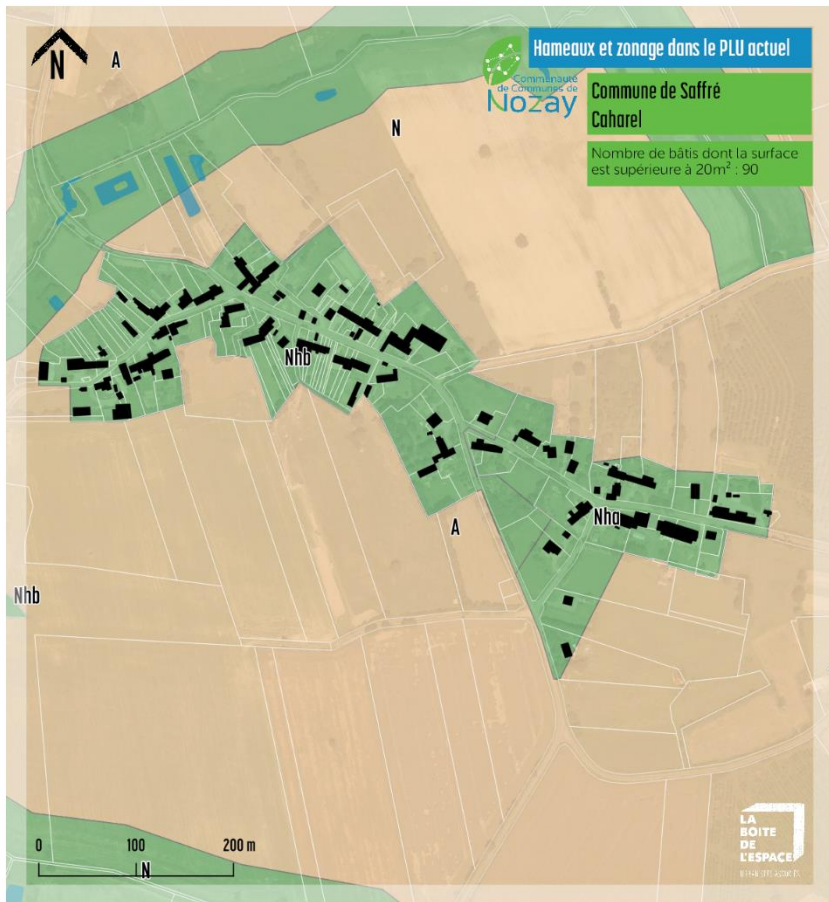 Hameaux et zonage dans le PLU actuel
Communauté
de Communes de
Nozay
Commune de Saffré
Caharel
Nombre de bâtis dont la surface
est supérieure à 20m² : 90
N
A
N
Nhb
Nha
A
Nhb
0 100 200 m
N
LA
BOITE
DE
L'ESPACE